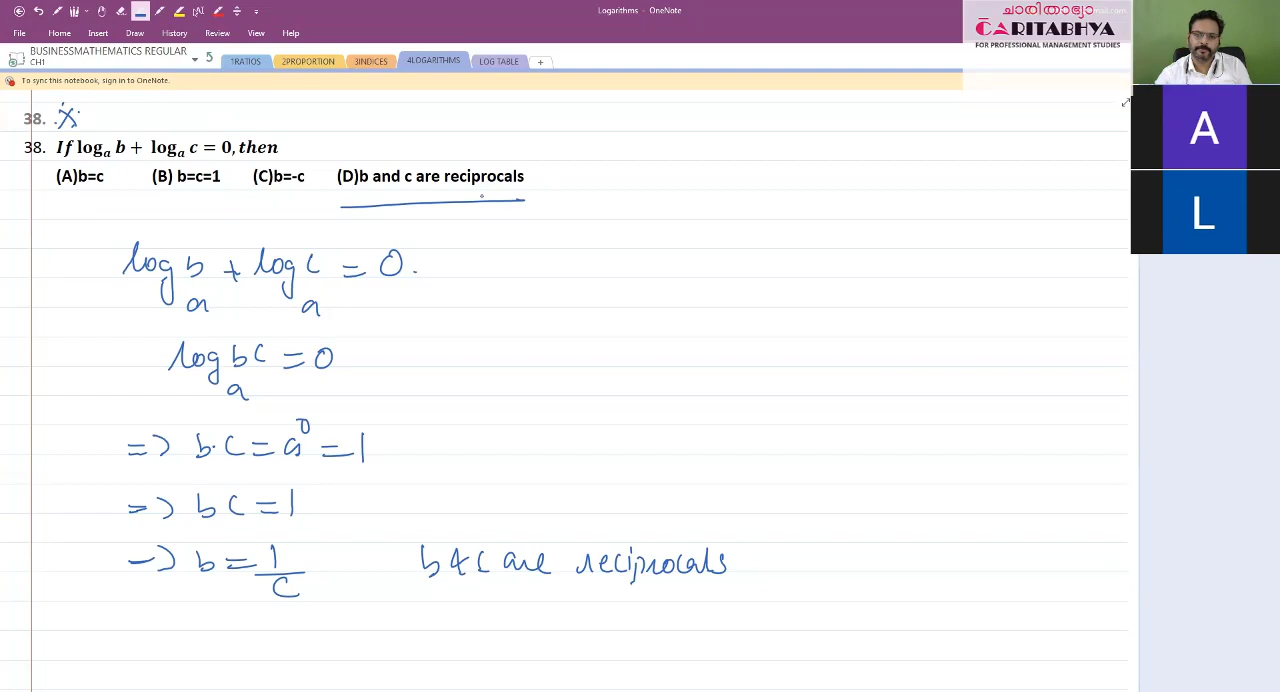 Logarithms - OneNote
ചാരിതാഭ്യാ
mail.com
CARITABHYA
FOR PROFESSIONAL MANAGEMENT STUDIES
File Home Insert Draw History Review View Help
BUSINESSMATHEMATICS REGULAR
CH1
1RATIOS 2PROPORTION 3INDICES 4LOGARITHMS LOG TABLE +
To sync this notebook, sign in to OneNote.
38.
38. If logₐ b + logₐ c = 0, then
(A)b=c (B) b=c=1 (C)b=-c (D)b and c are reciprocals
logₐ b + logₐ c = 0.
logₐ bc = 0
=> b·c = a⁰ = 1
=> bc = 1
=> b = 1/c b & c are reciprocals
A
L